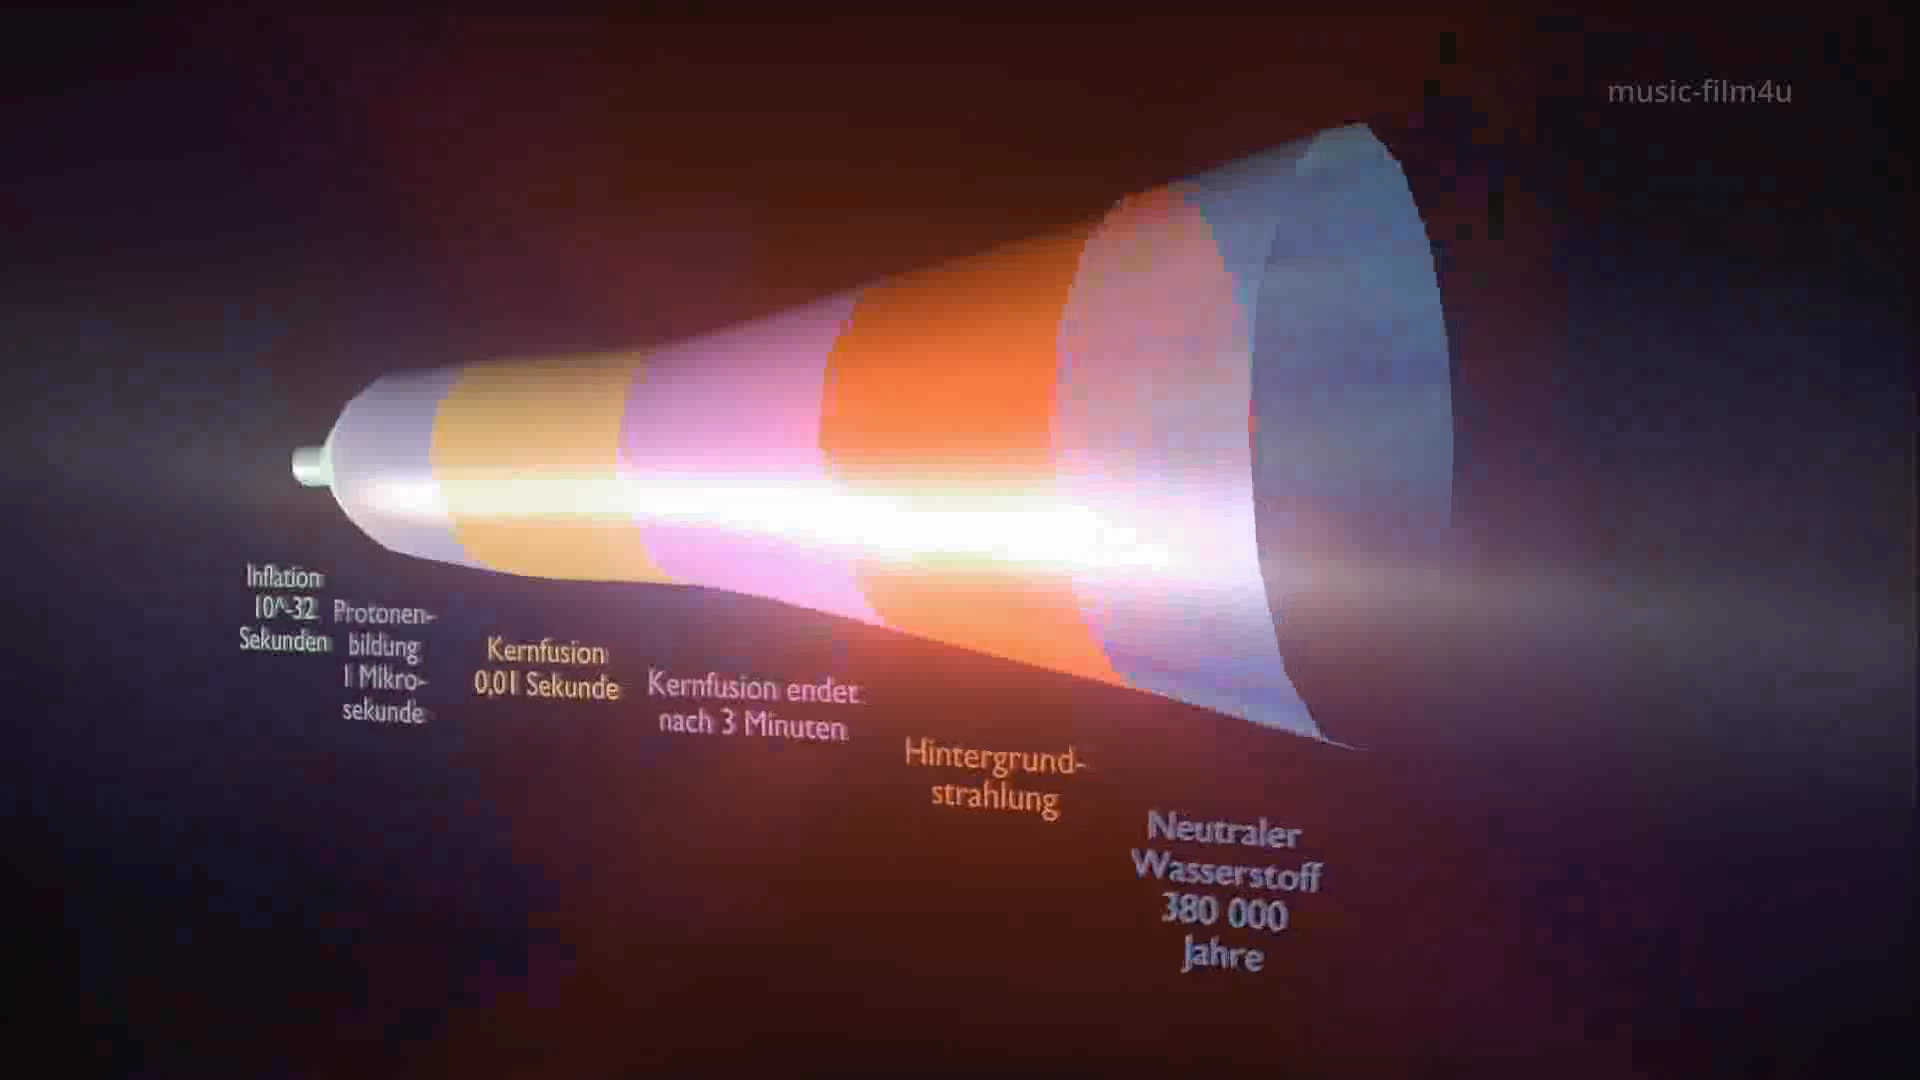 music-film4u
Inflation
10^-32
Sekunden
Protonen-
bildung
1 Mikro-
sekunde
Kernfusion
0,01 Sekunde
Kernfusion endet
nach 3 Minuten
Hintergrund-
strahlung
Neutraler
Wasserstoff
380 000
Jahre